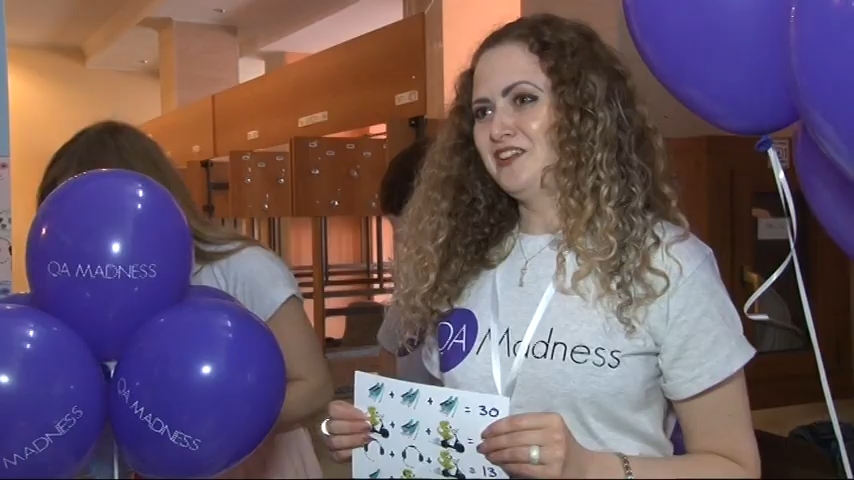 QA MADNESS
QA MADNESS
QA MADNESS
QA Madness
+ + = 30
+ +
+ + = 13